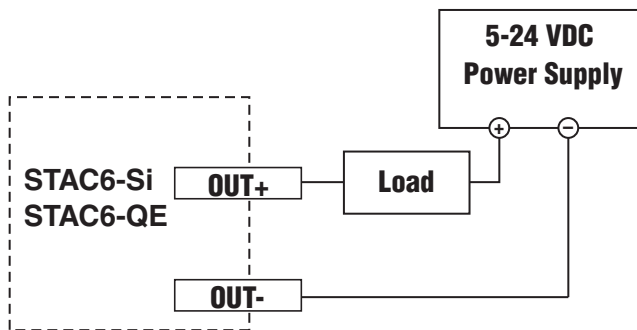 5-24 VDC
Power Supply
+ −
STAC6-Si
STAC6-QE
OUT+
Load
OUT-